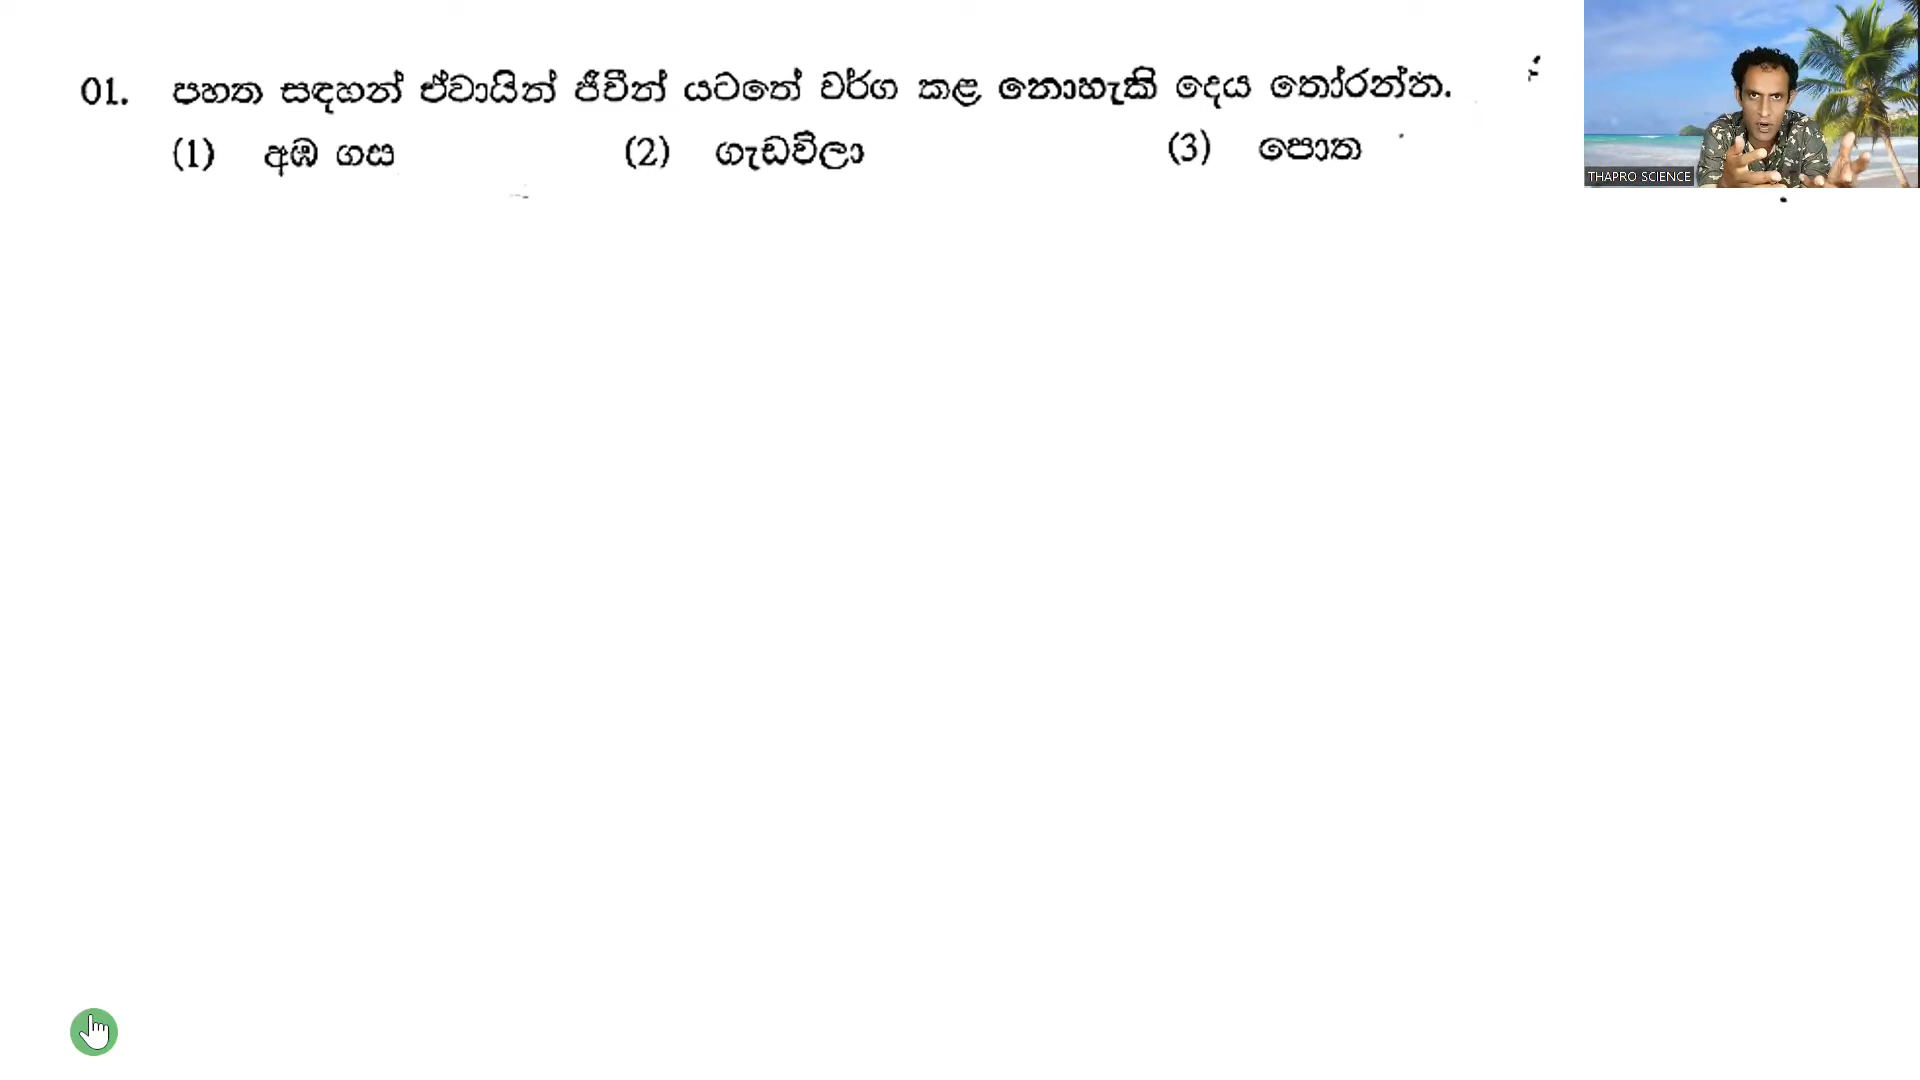 01. පහත සඳහන් ඒවායින් ජීවීන් යටතේ වර්ග කළ නොහැකි දෙය තෝරන්න.
(1) අඹ ගස (2) ගැඩවිලා (3) පොත
THAPRO SCIENCE